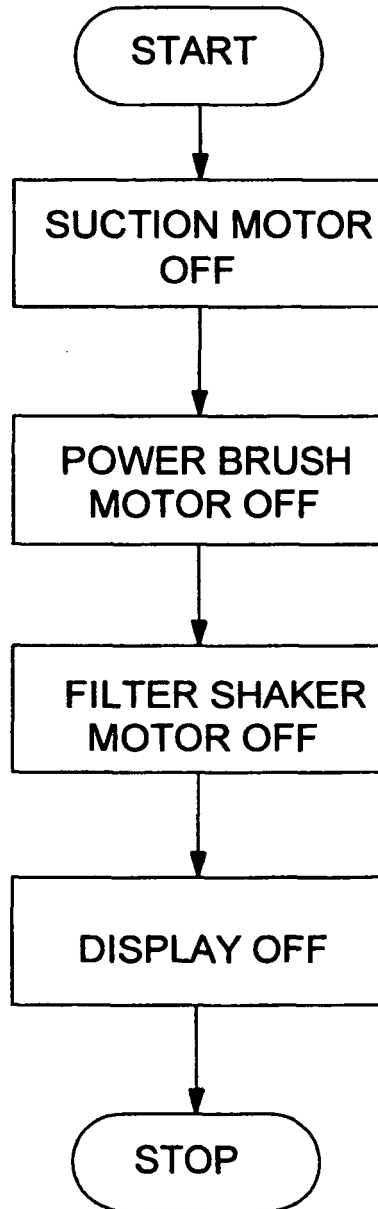 START
SUCTION MOTOR
OFF
POWER BRUSH
MOTOR OFF
FILTER SHAKER
MOTOR OFF
DISPLAY OFF
STOP